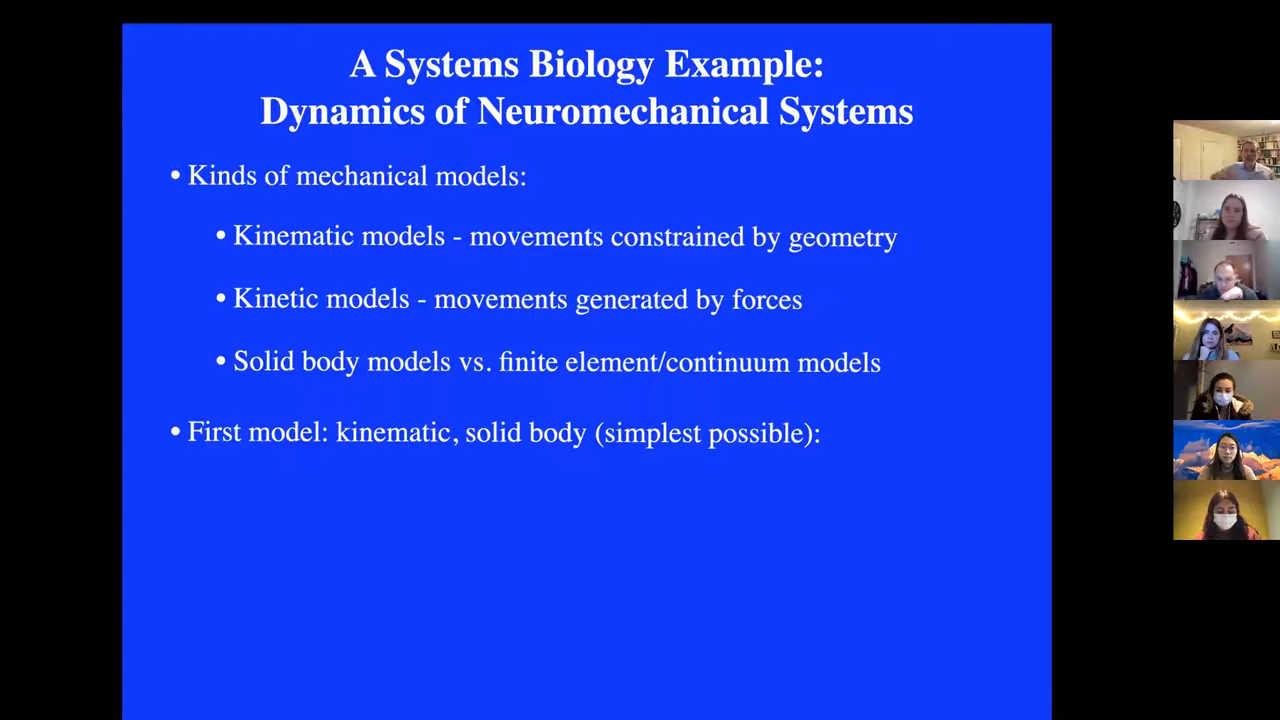 A Systems Biology Example:
Dynamics of Neuromechanical Systems
• Kinds of mechanical models:
• Kinematic models - movements constrained by geometry
• Kinetic models - movements generated by forces
• Solid body models vs. finite element/continuum models
• First model: kinematic, solid body (simplest possible):